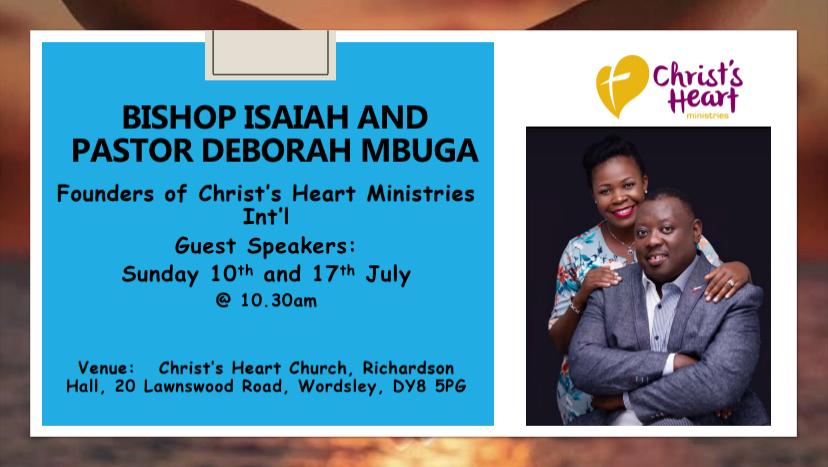 BISHOP ISAIAH AND
PASTOR DEBORAH MBUGA
Founders of Christ's Heart Ministries
Int'l
Guest Speakers:
Sunday 10th and 17th July
@ 10.30am
Venue: Christ's Heart Church, Richardson
Hall, 20 Lawnswood Road, Wordsley, DY8 5PG
Christ's
Heart
ministries